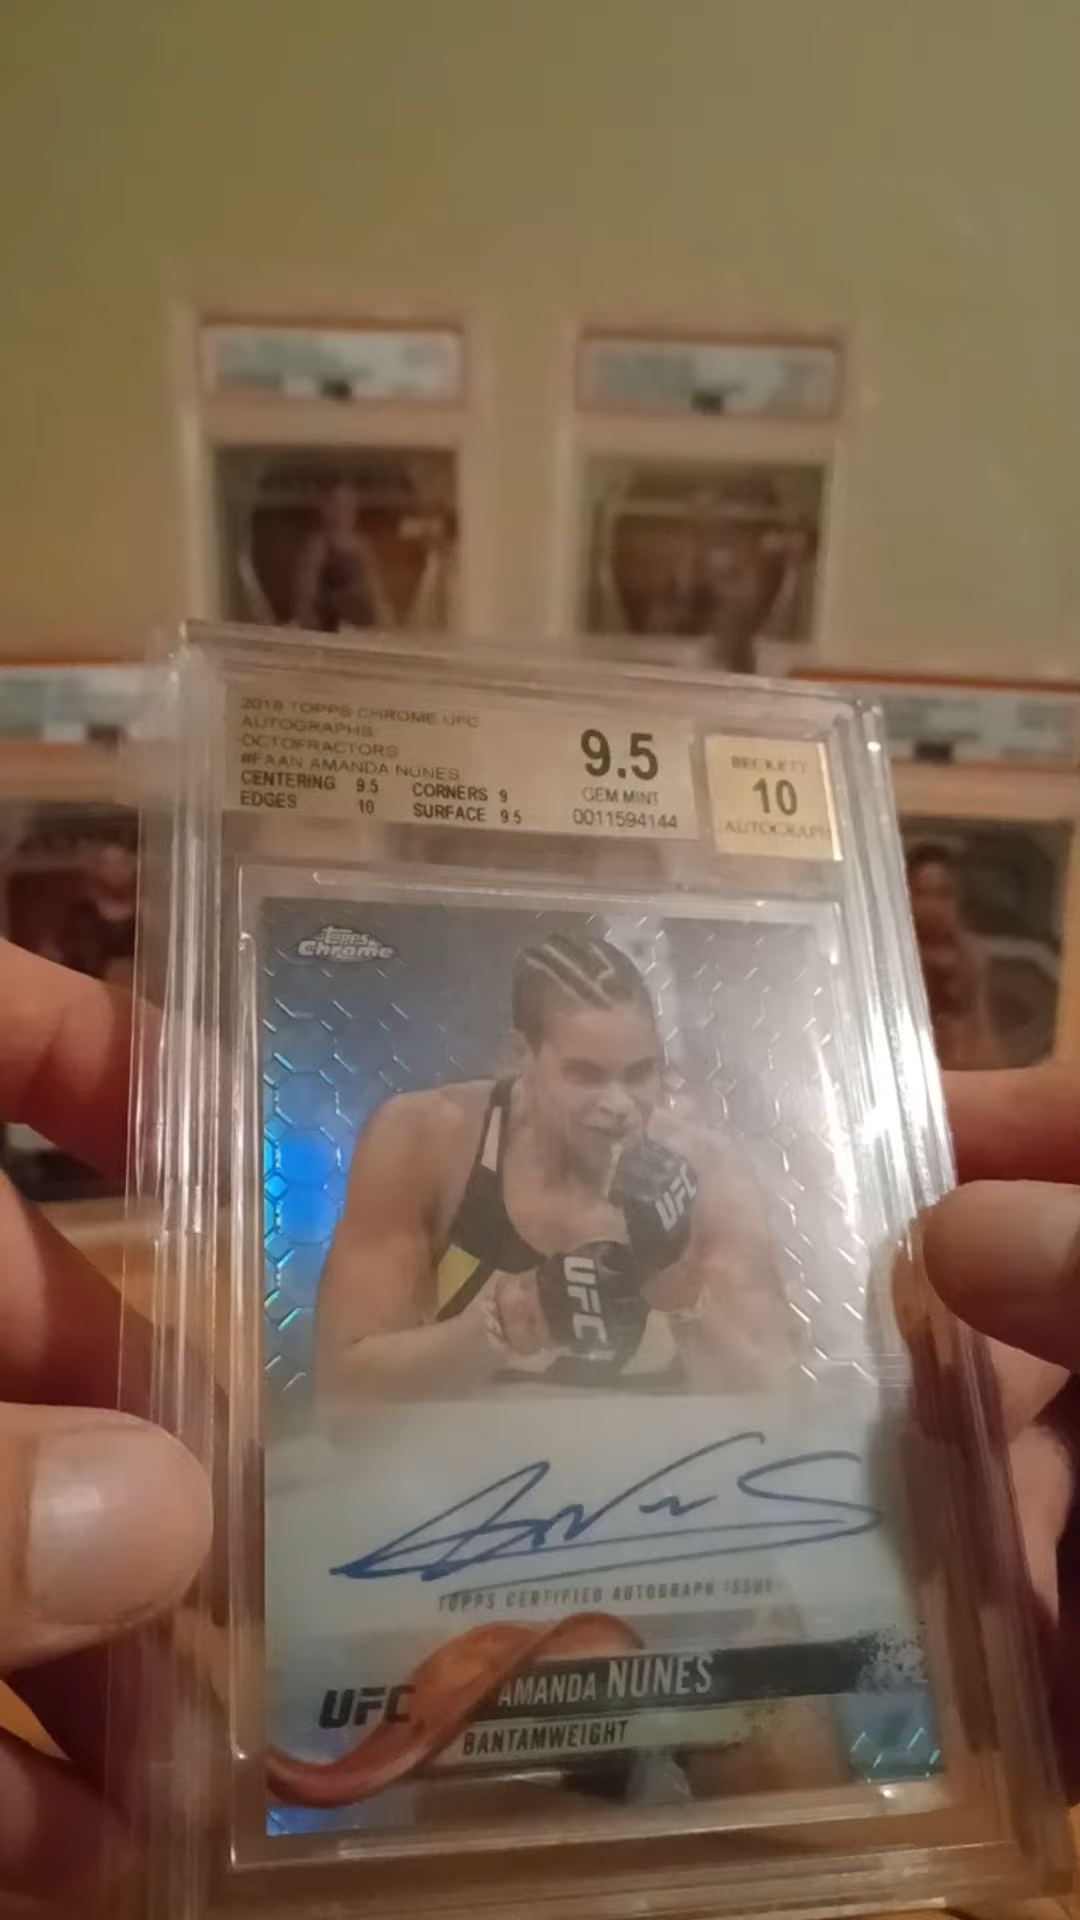 2018 TOPPS CHROME UFC
AUTOGRAPHS
OCTOFRACTORS
#FAAN AMANDA NUNES
CENTERING 9.5 CORNERS 9
EDGES 10 SURFACE 9.5
9.5
GEM MINT
0011594144
BECKETT
10
AUTOGRAPH
Topps
Chrome
UFC
UFC
TOPPS CERTIFIED AUTOGRAPH ISSUE
UFC
AMANDA NUNES
BANTAMWEIGHT